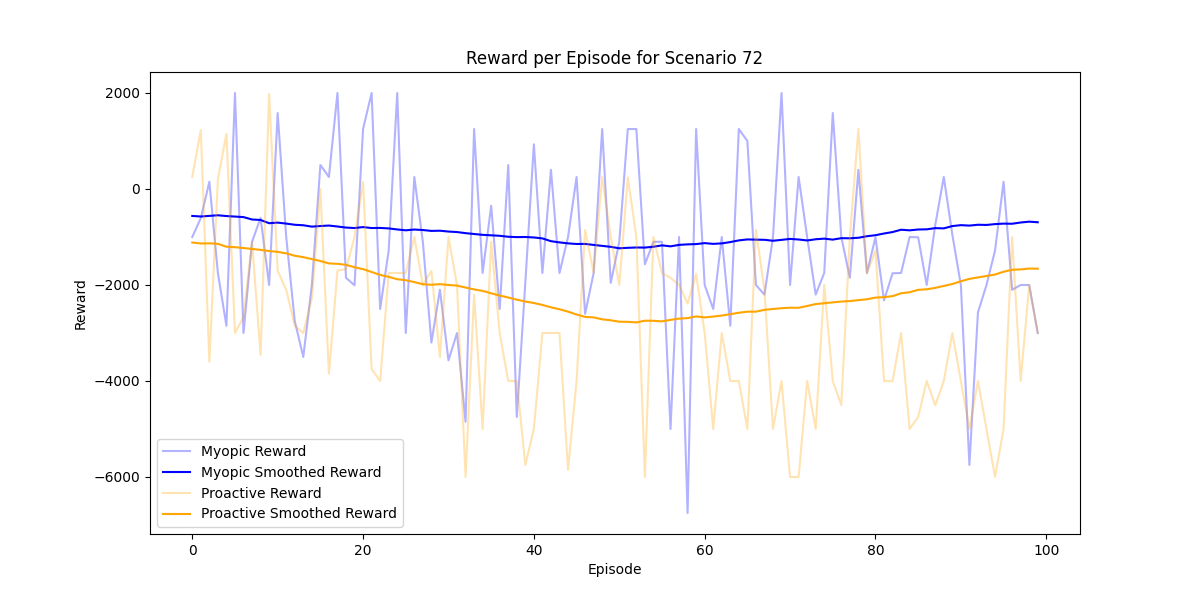 Reward per Episode for Scenario 72
Reward
2000
0
−2000
−4000
−6000
Myopic Reward
Myopic Smoothed Reward
Proactive Reward
Proactive Smoothed Reward
0 20 40 60 80 100
Episode